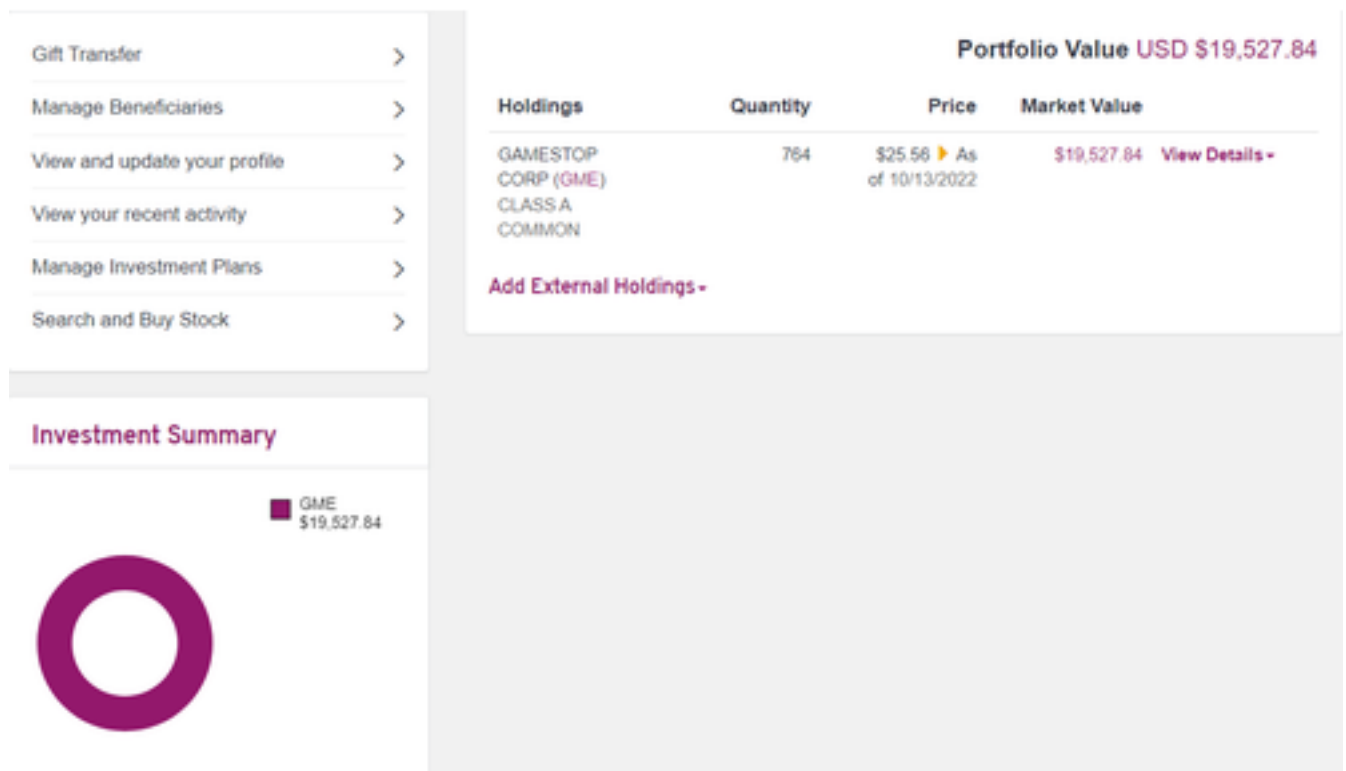 Gift Transfer
Manage Beneficiaries
View and update your profile
View your recent activity
Manage Investment Plans
Search and Buy Stock
Portfolio Value USD $19,527.84
Holdings Quantity Price Market Value
GAMESTOP 764 $25.56 As $19,527.84 View Details
CORP (GME) of 10/13/2022
CLASS A
COMMON
Add External Holdings
Investment Summary
GME
$19,527.84